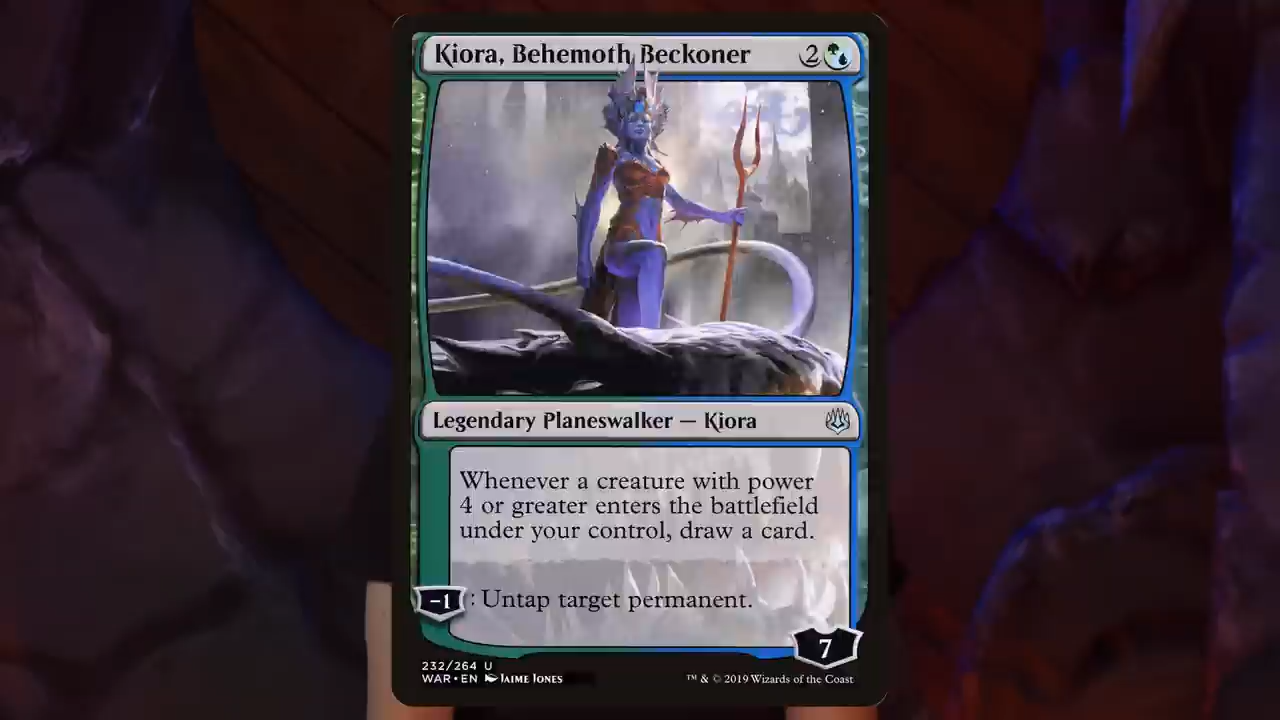 Kiora, Behemoth Beckoner 2
Legendary Planeswalker — Kiora
Whenever a creature with power
4 or greater enters the battlefield
under your control, draw a card.
−1: Untap target permanent.
7
232/264 U
WAR • EN Jaime Jones
™ & © 2019 Wizards of the Coast